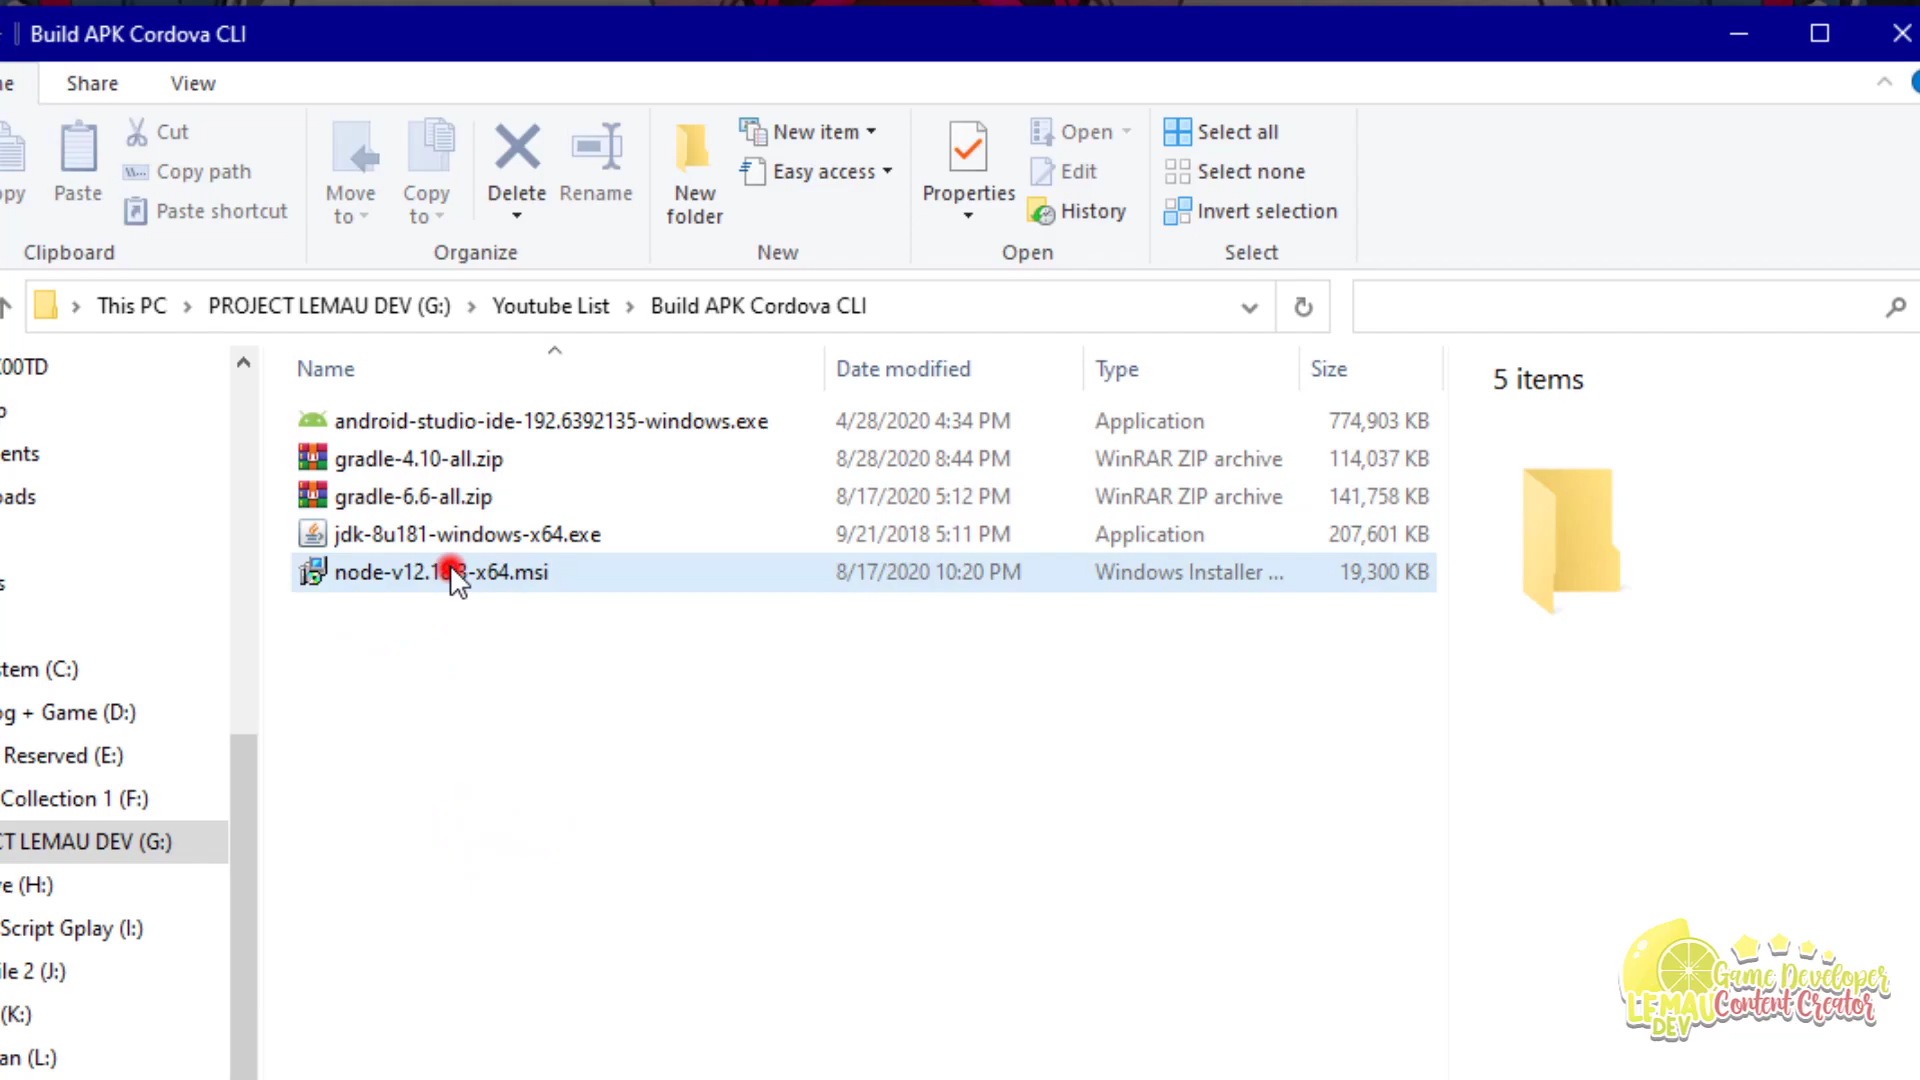 Build APK Cordova CLI
Share View
Cut
Copy path
Paste shortcut
Paste
Move to
Copy to
Delete
Rename
New folder
New item
Easy access
Properties
Open
Edit
History
Select all
Select none
Invert selection
Clipboard Organize New Open Select
This PC > PROJECT LEMAU DEV (G:) > Youtube List > Build APK Cordova CLI
Name Date modified Type Size
android-studio-ide-192.6392135-windows.exe 4/28/2020 4:34 PM Application 774,903 KB
gradle-4.10-all.zip 8/28/2020 8:44 PM WinRAR ZIP archive 114,037 KB
gradle-6.6-all.zip 8/17/2020 5:12 PM WinRAR ZIP archive 141,758 KB
jdk-8u181-windows-x64.exe 9/21/2018 5:11 PM Application 207,601 KB
8/17/2020 10:20 PM Windows Installer ... 19,300 KB
5 items
00TD
ents
oads
stem (C:)
og + Game (D:)
Reserved (E:)
Collection 1 (F:)
CT LEMAU DEV (G:)
ve (H:)
Script Gplay (I:)
ile 2 (J:)
(K:)
an (L:)
LEMAU DEV
Game Developer
Content Creator